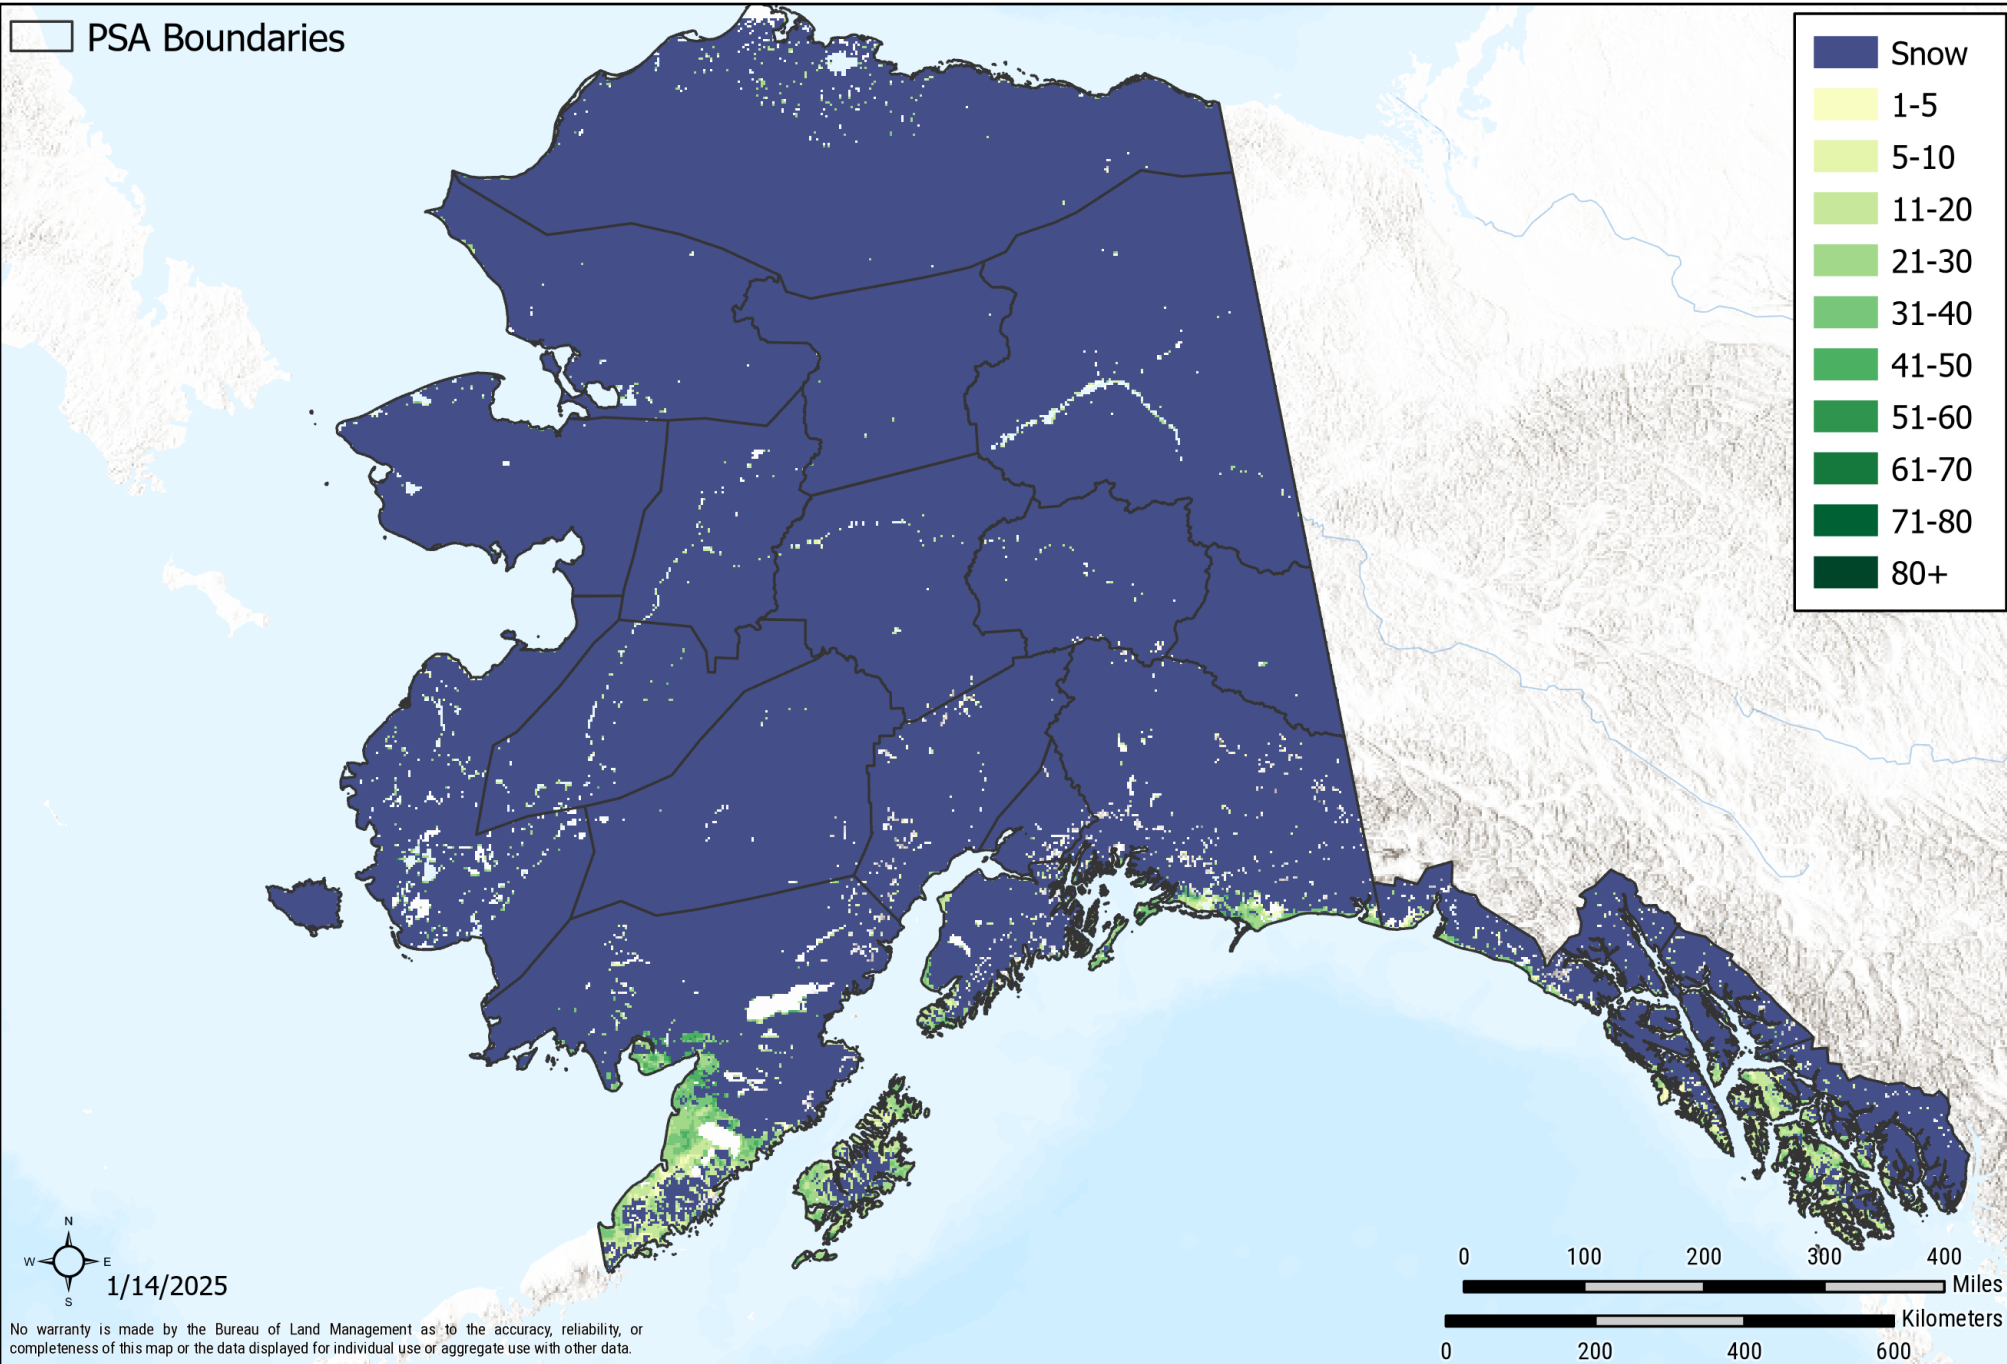 PSA Boundaries
Snow
1-5
5-10
11-20
21-30
31-40
41-50
51-60
61-70
71-80
80+
N
W E
S
1/14/2025
No warranty is made by the Bureau of Land Management as to the accuracy, reliability, or
completeness of this map or the data displayed for individual use or aggregate use with other data.
0 100 200 300 400
Miles
Kilometers
0 200 400 600